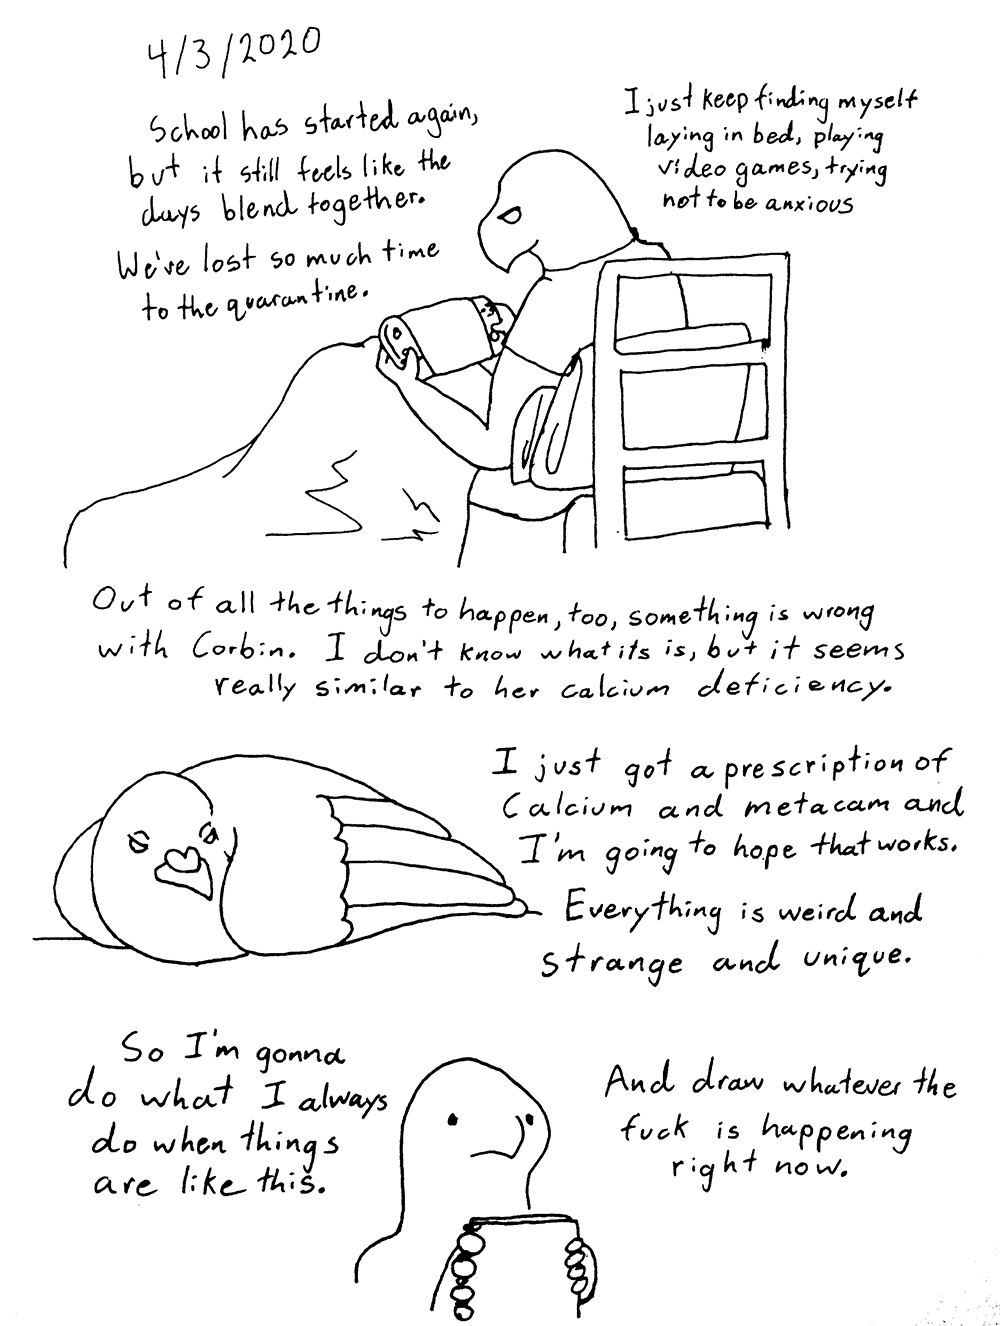 4/3/2020
School has started again,
but it still feels like the
days blend together.
We've lost so much time
to the quarantine.
I just keep finding myself
laying in bed, playing
video games, trying
not to be anxious
Out of all the things to happen, too, something is wrong
with Corbin. I don't know what its is, but it seems
really similar to her calcium deficiency.
I just got a prescription of
Calcium and metacam and
I'm going to hope that works.
Everything is weird and
strange and unique.
So I'm gonna
do what I always
do when things
are like this.
And draw whatever the
fuck is happening
right now.